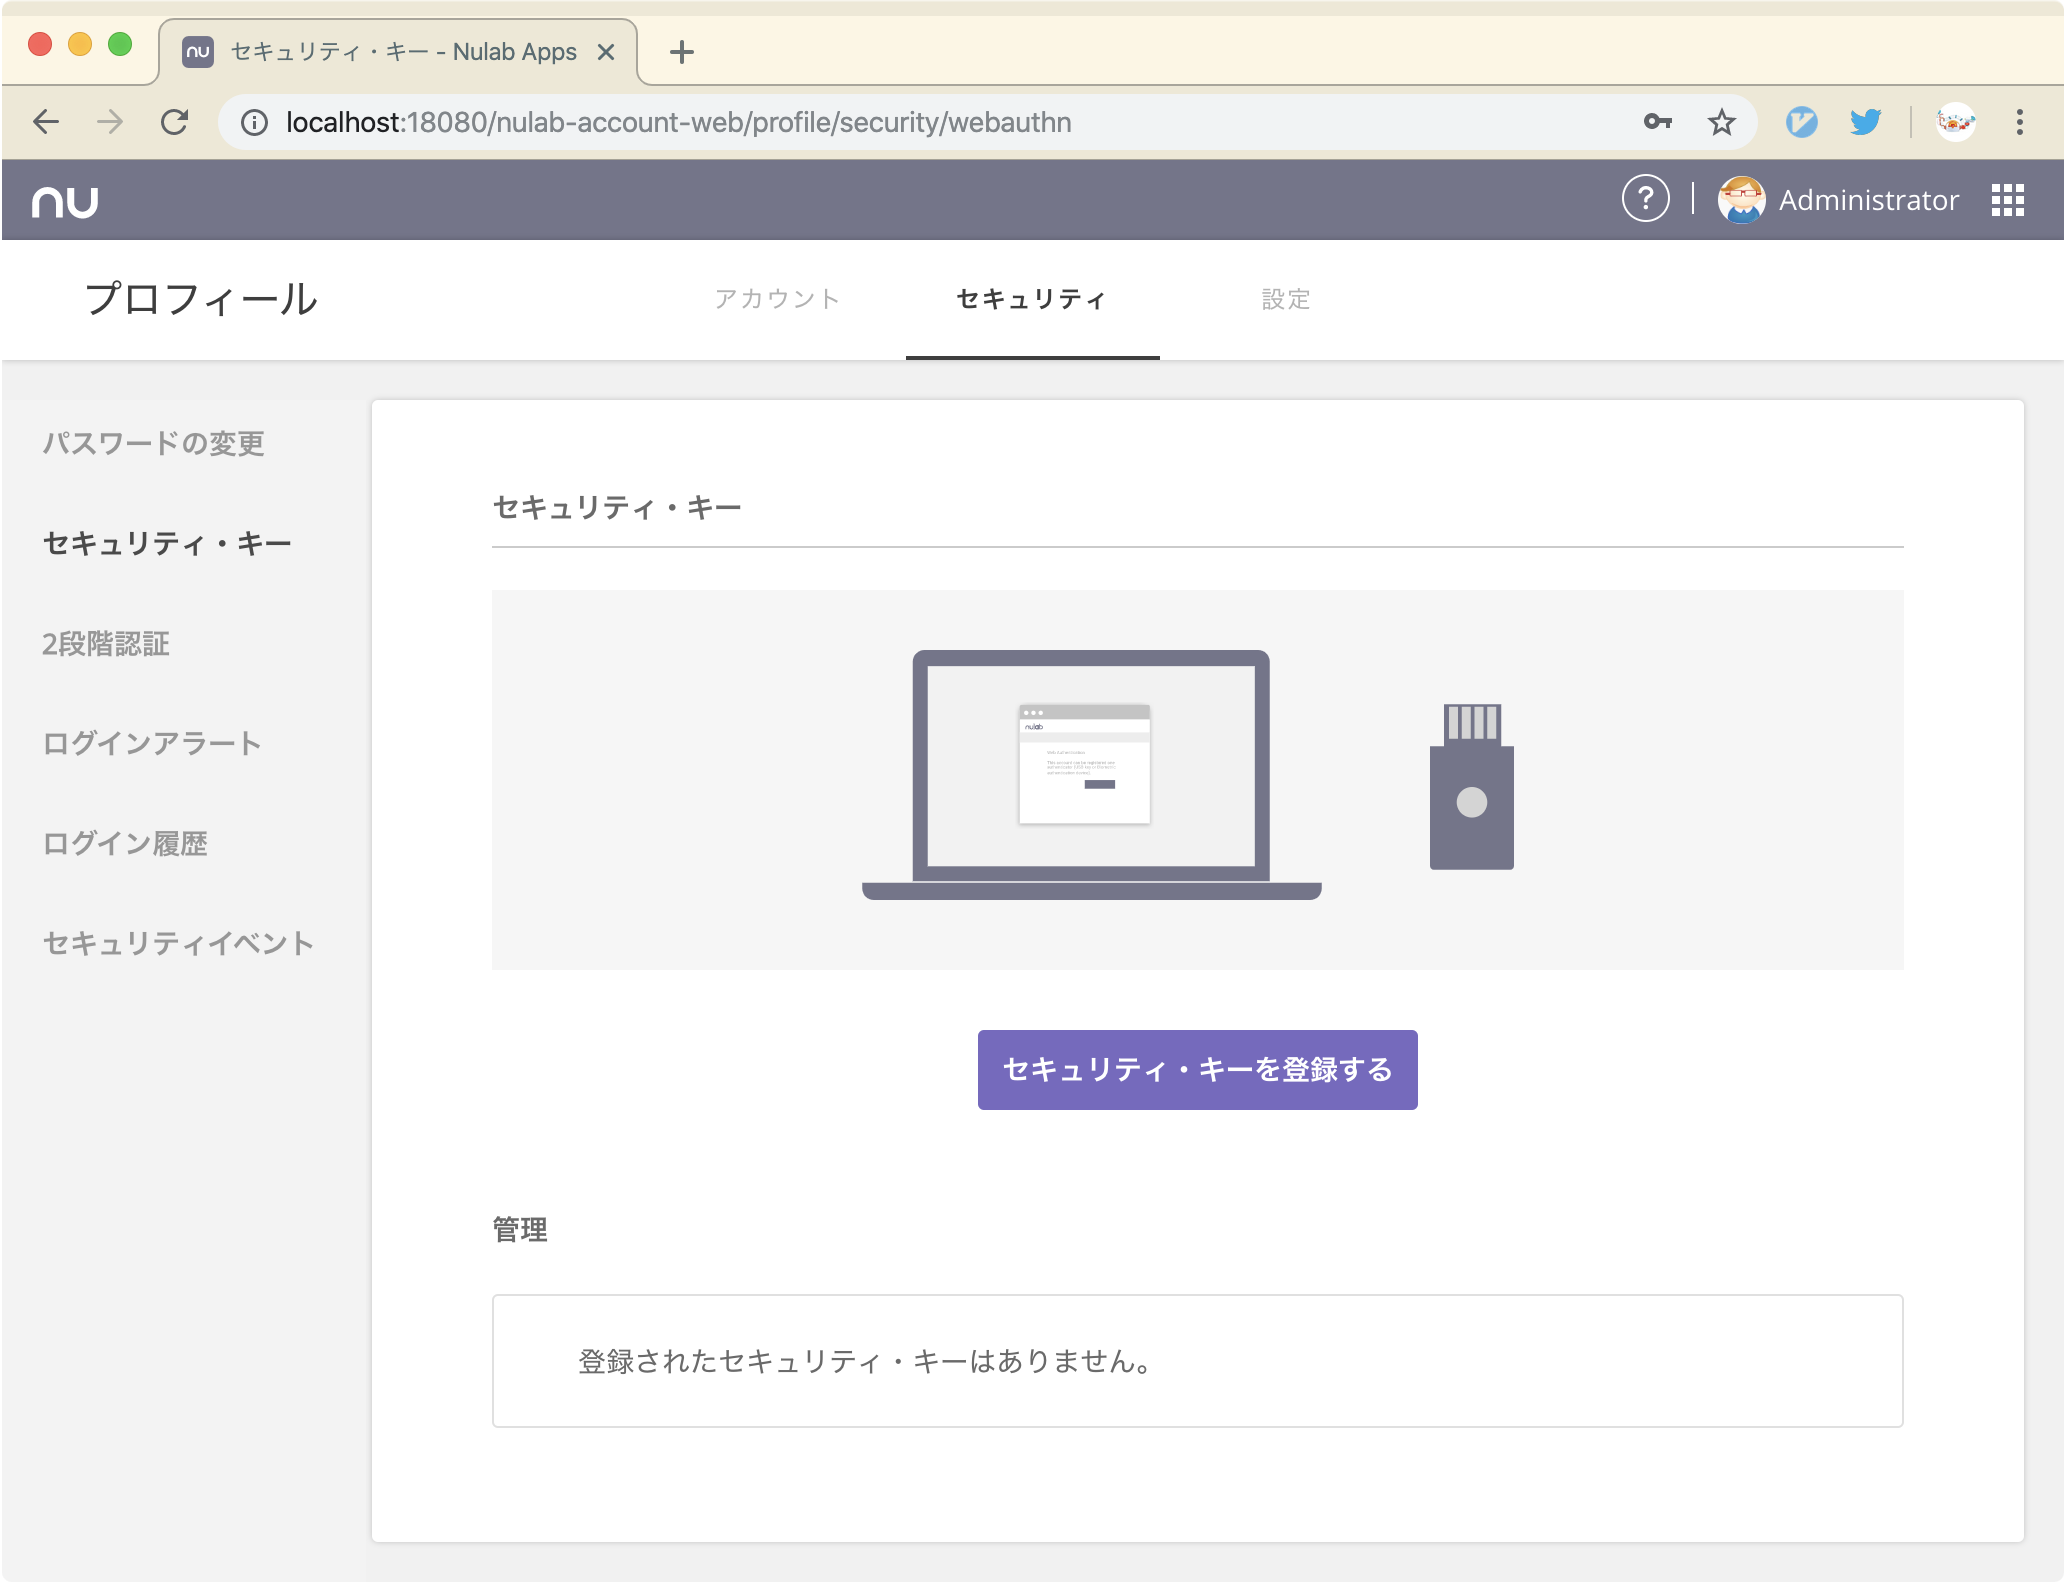 nu セキュリティ・キー - Nulab Apps
localhost:18080/nulab-account-web/profile/security/webauthn
nu ? Administrator
プロフィール アカウント セキュリティ 設定
パスワードの変更
セキュリティ・キー
2段階認証
ログインアラート
ログイン履歴
セキュリティイベント
セキュリティ・キー
nulab
セキュリティ・キーを登録する
管理
登録されたセキュリティ・キーはありません。